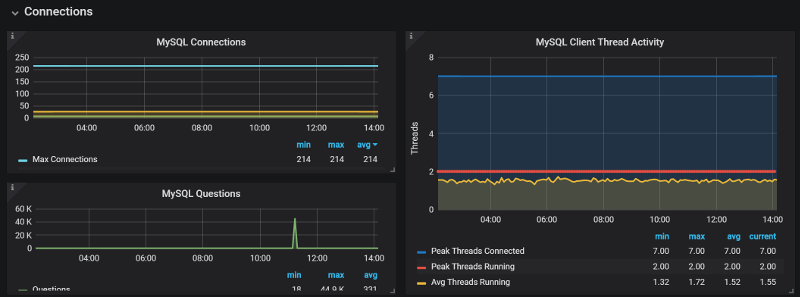 Connections
MySQL Connections
250
200
150
100
50
0
04:00 06:00 08:00 10:00 12:00 14:00
min max avg
Max Connections 214 214 214
MySQL Questions
60 K
40 K
20 K
0
04:00 06:00 08:00 10:00 12:00 14:00
min max avg
Questions 18 44.9 K 331
MySQL Client Thread Activity
Threads
8
6
4
2
0
04:00 06:00 08:00 10:00 12:00 14:00
min max avg current
Peak Threads Connected 7.00 7.00 7.00 7.00
Peak Threads Running 2.00 2.00 2.00 2.00
Avg Threads Running 1.32 1.72 1.52 1.55